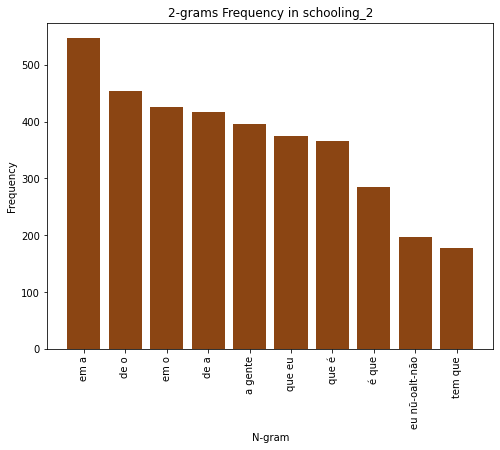 2-grams Frequency in schooling_2
Frequency
500
400
300
200
100
0
em a
de o
em o
de a
a gente
que eu
que é
é que
eu nũ-oalt-não
tem que
N-gram